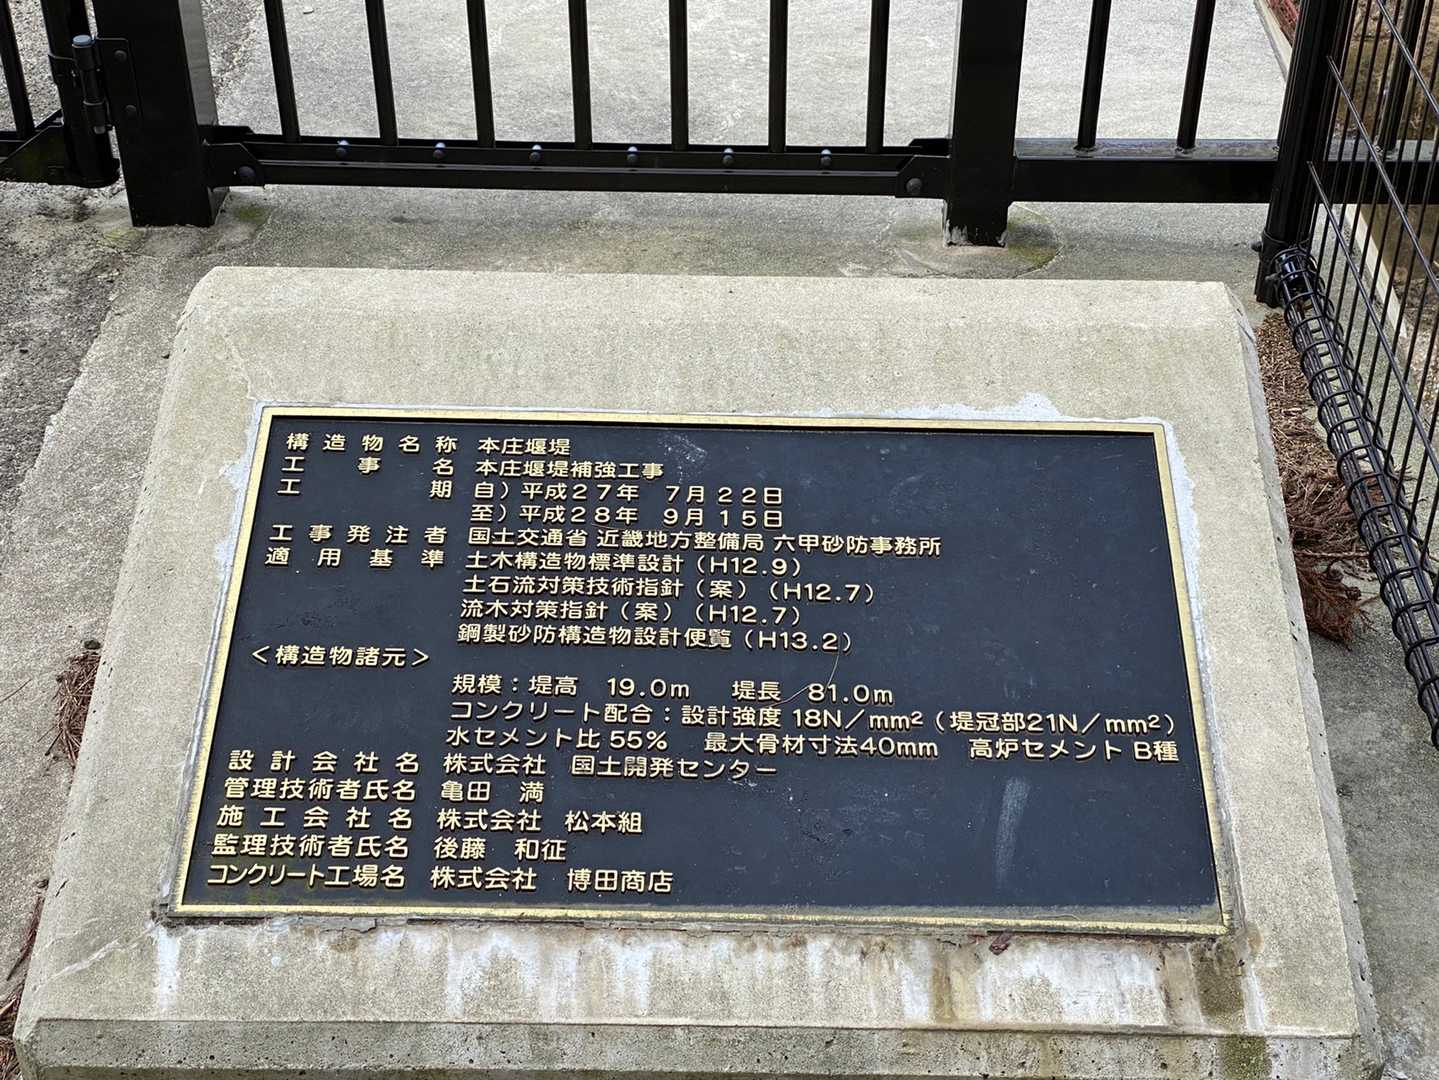 構造物名称 本庄堰堤
工事名 本庄堰堤補強工事
工期 自）平成27年 7月22日
至）平成28年 9月15日
工事発注者 国土交通省 近畿地方整備局 六甲砂防事務所
適用基準 土木構造物標準設計（H12.9）
土石流対策技術指針（案）（H12.7）
流木対策指針（案）（H12.7）
鋼製砂防構造物設計便覧（H13.2）
＜構造物諸元＞
規模：堤高 19.0m 堤長 81.0m
コンクリート配合：設計強度 18N／mm²（堤冠部21N／mm²）
水セメント比 55% 最大骨材寸法40mm 高炉セメント B種
設計会社名 株式会社 国土開発センター
管理技術者氏名 亀田 満
施工会社名 株式会社 松本組
監理技術者氏名 後藤 和征
コンクリート工場名 株式会社 博田商店